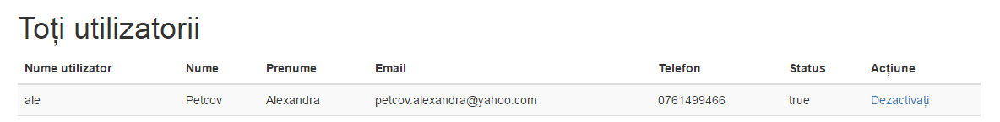 Toți utilizatorii
Nume utilizator Nume Prenume Email Telefon Status Acțiune
ale Petcov Alexandra petcov.alexandra@yahoo.com 0761499466 true Dezactivați